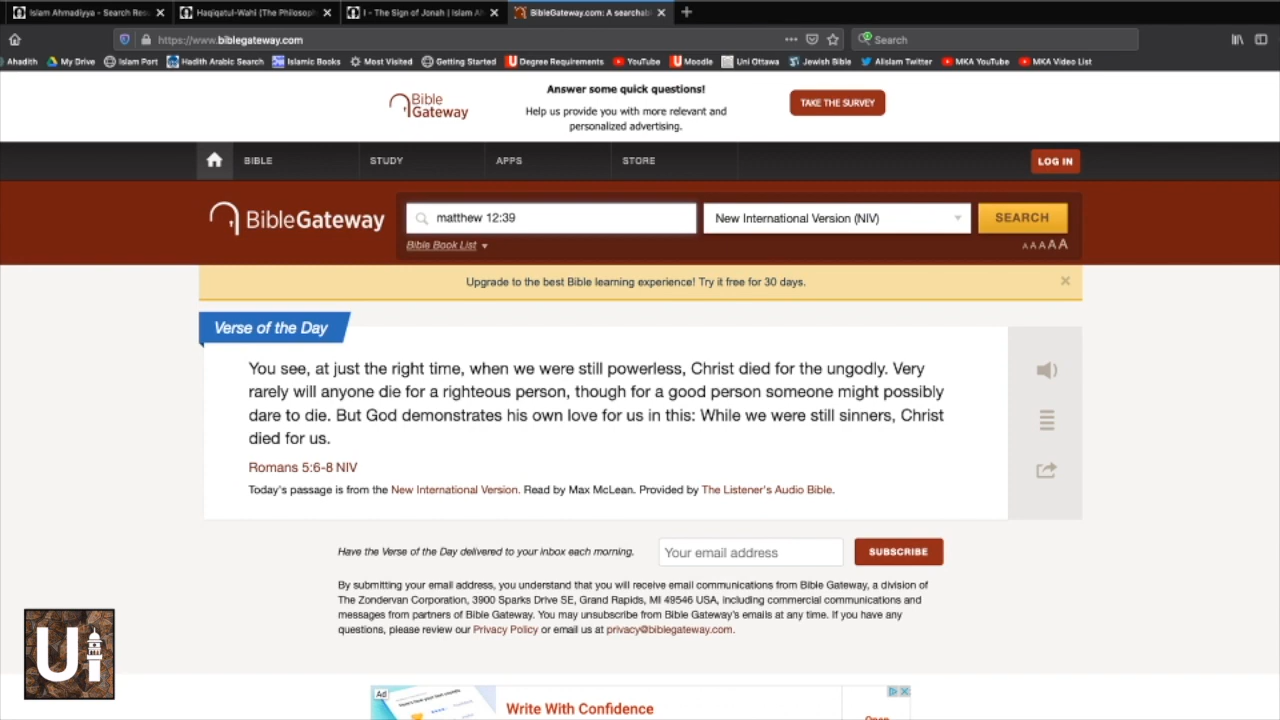 Islam Ahmadiyya - Search Res
Haqiqatul-Wahi (The Philosoph
I - The Sign of Jonah | Islam Ah
BibleGateway.com: A searchabl
https://www.biblegateway.com
Search
Ahadith
My Drive
Islam Port
Hadith Arabic Search
Islamic Books
Most Visited
Getting Started
Degree Requirements
YouTube
Moodle
Uni Ottawa
Jewish Bible
Alislam Twitter
MKA YouTube
MKA Video List
Bible
Gateway
Answer some quick questions!
Help us provide you with more relevant and
personalized advertising.
TAKE THE SURVEY
BIBLE
STUDY
APPS
STORE
LOG IN
BibleGateway
matthew 12:39
New International Version (NIV)
SEARCH
Bible Book List
A A A A A
Upgrade to the best Bible learning experience! Try it free for 30 days.
Verse of the Day
You see, at just the right time, when we were still powerless, Christ died for the ungodly. Very
rarely will anyone die for a righteous person, though for a good person someone might possibly
dare to die. But God demonstrates his own love for us in this: While we were still sinners, Christ
died for us.
Romans 5:6-8 NIV
Today's passage is from the New International Version. Read by Max McLean. Provided by The Listener's Audio Bible.
Have the Verse of the Day delivered to your inbox each morning.
Your email address
SUBSCRIBE
By submitting your email address, you understand that you will receive email communications from Bible Gateway, a division of
The Zondervan Corporation, 3900 Sparks Drive SE, Grand Rapids, MI 49546 USA, including commercial communications and
messages from partners of Bible Gateway. You may unsubscribe from Bible Gateway's emails at any time. If you have any
questions, please review our Privacy Policy or email us at privacy@biblegateway.com.
Ui
Ad
Write With Confidence
Open